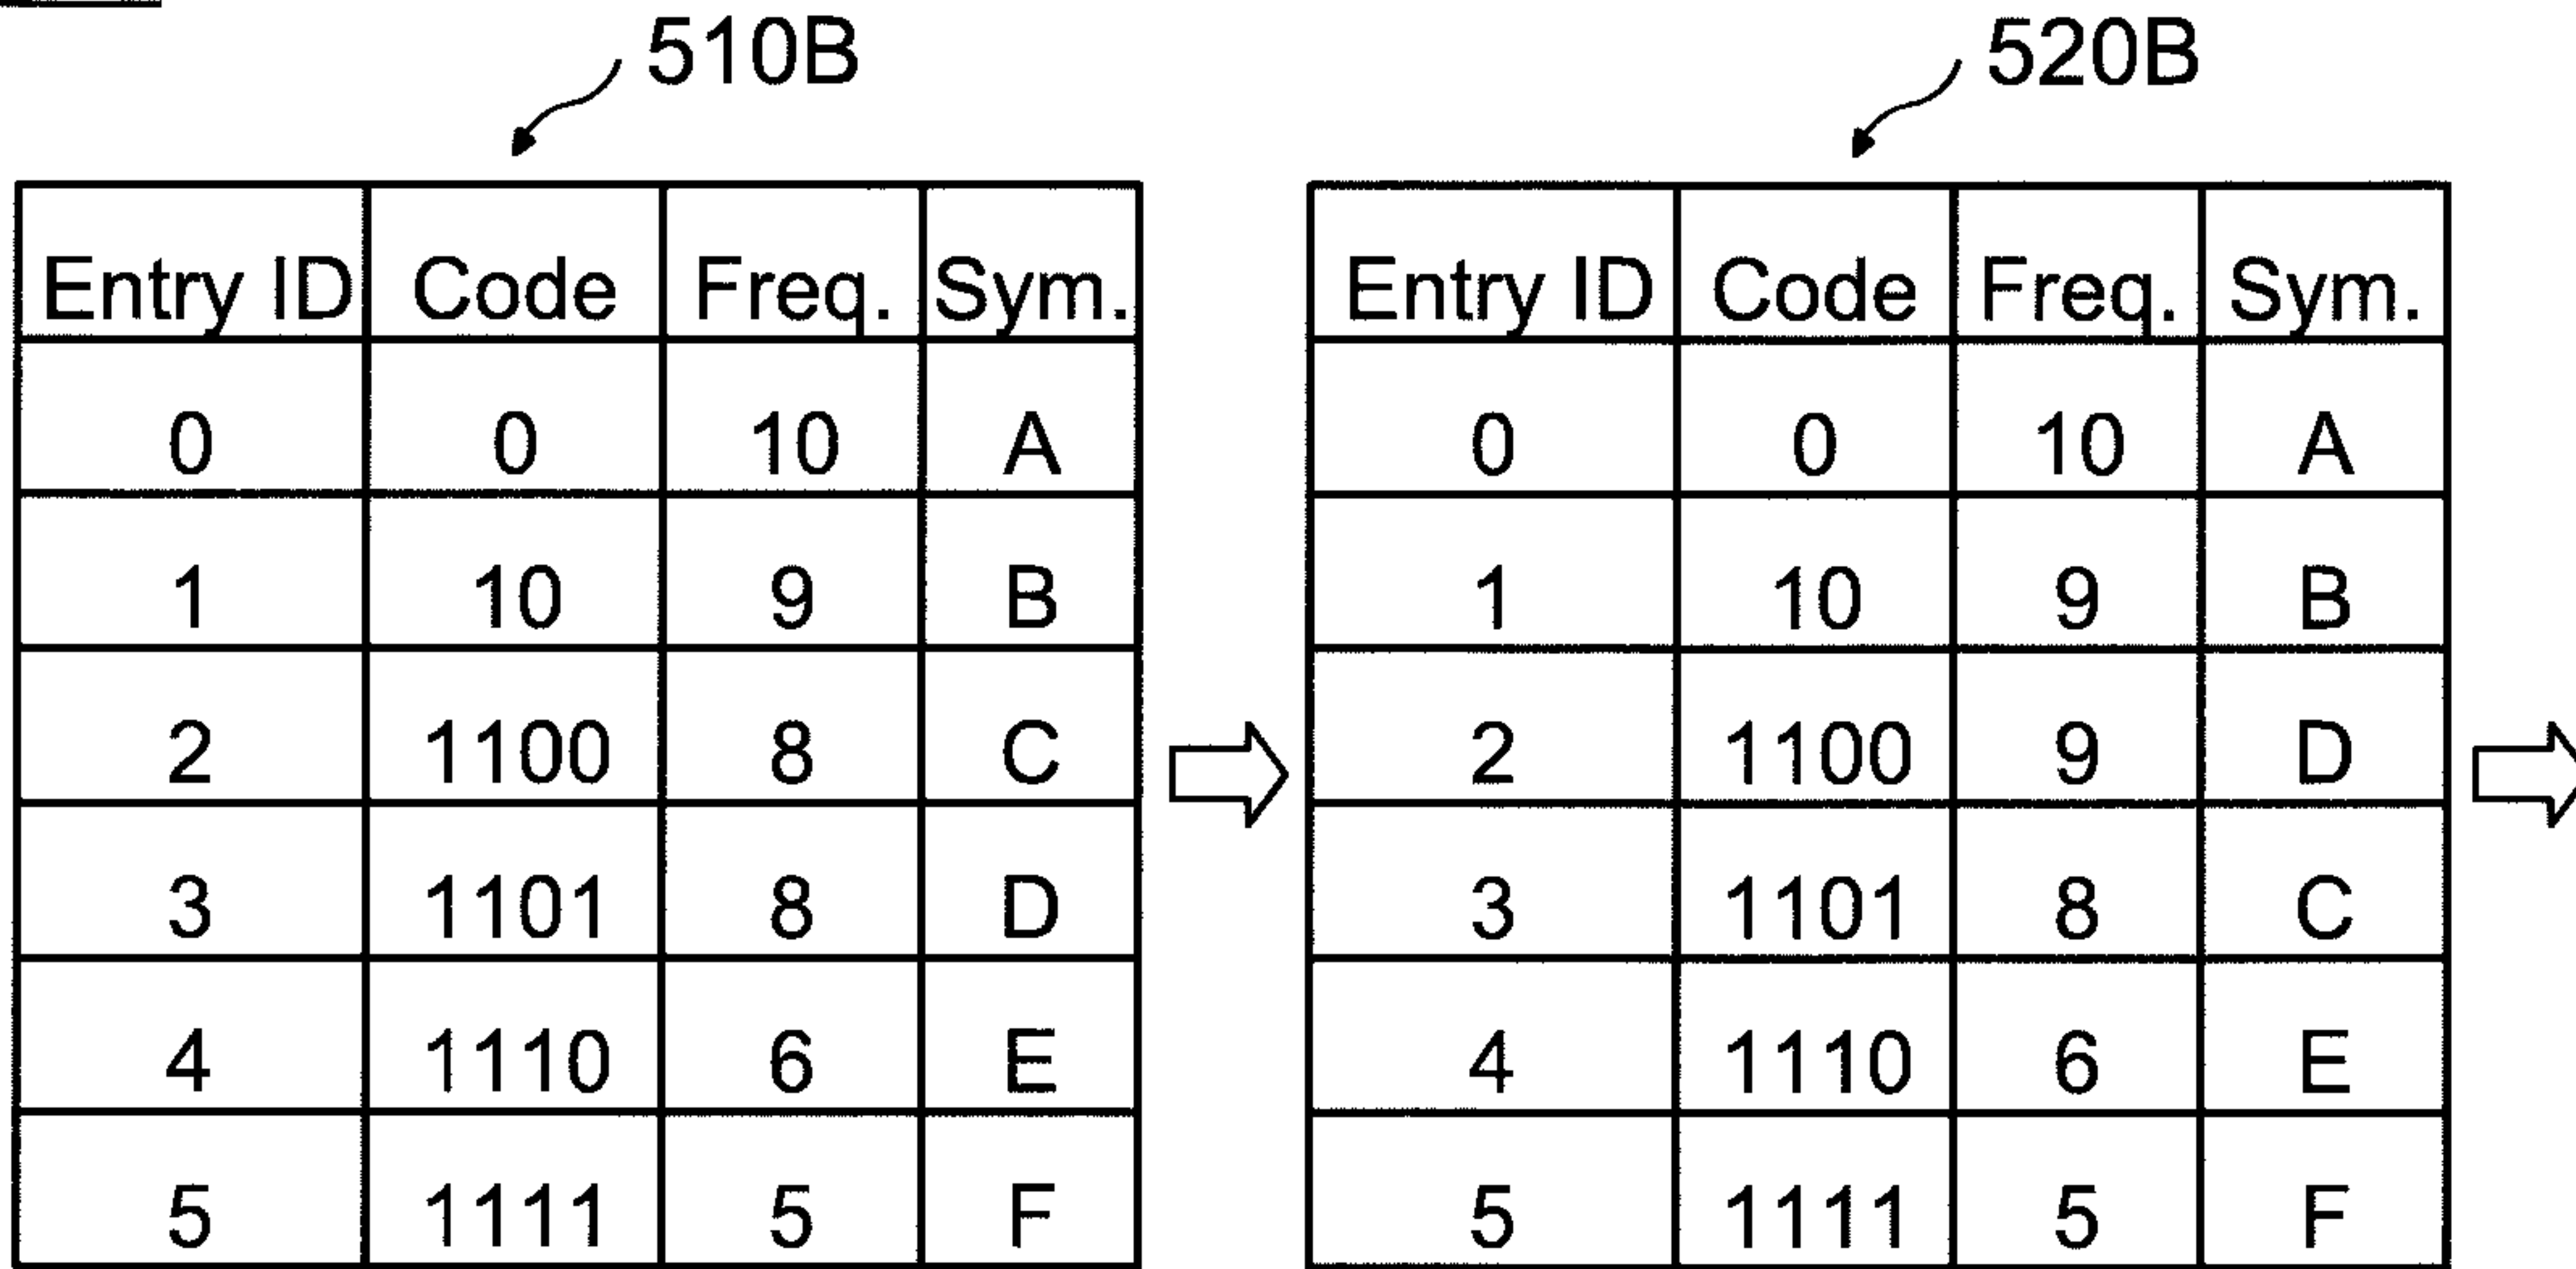 510B
520B
Entry ID Code Freq. Sym.
0 0 10 A
1 10 9 B
2 1100 8 C
3 1101 8 D
4 1110 6 E
5 1111 5 F
Entry ID Code Freq. Sym.
0 0 10 A
1 10 9 B
2 1100 9 D
3 1101 8 C
4 1110 6 E
5 1111 5 F